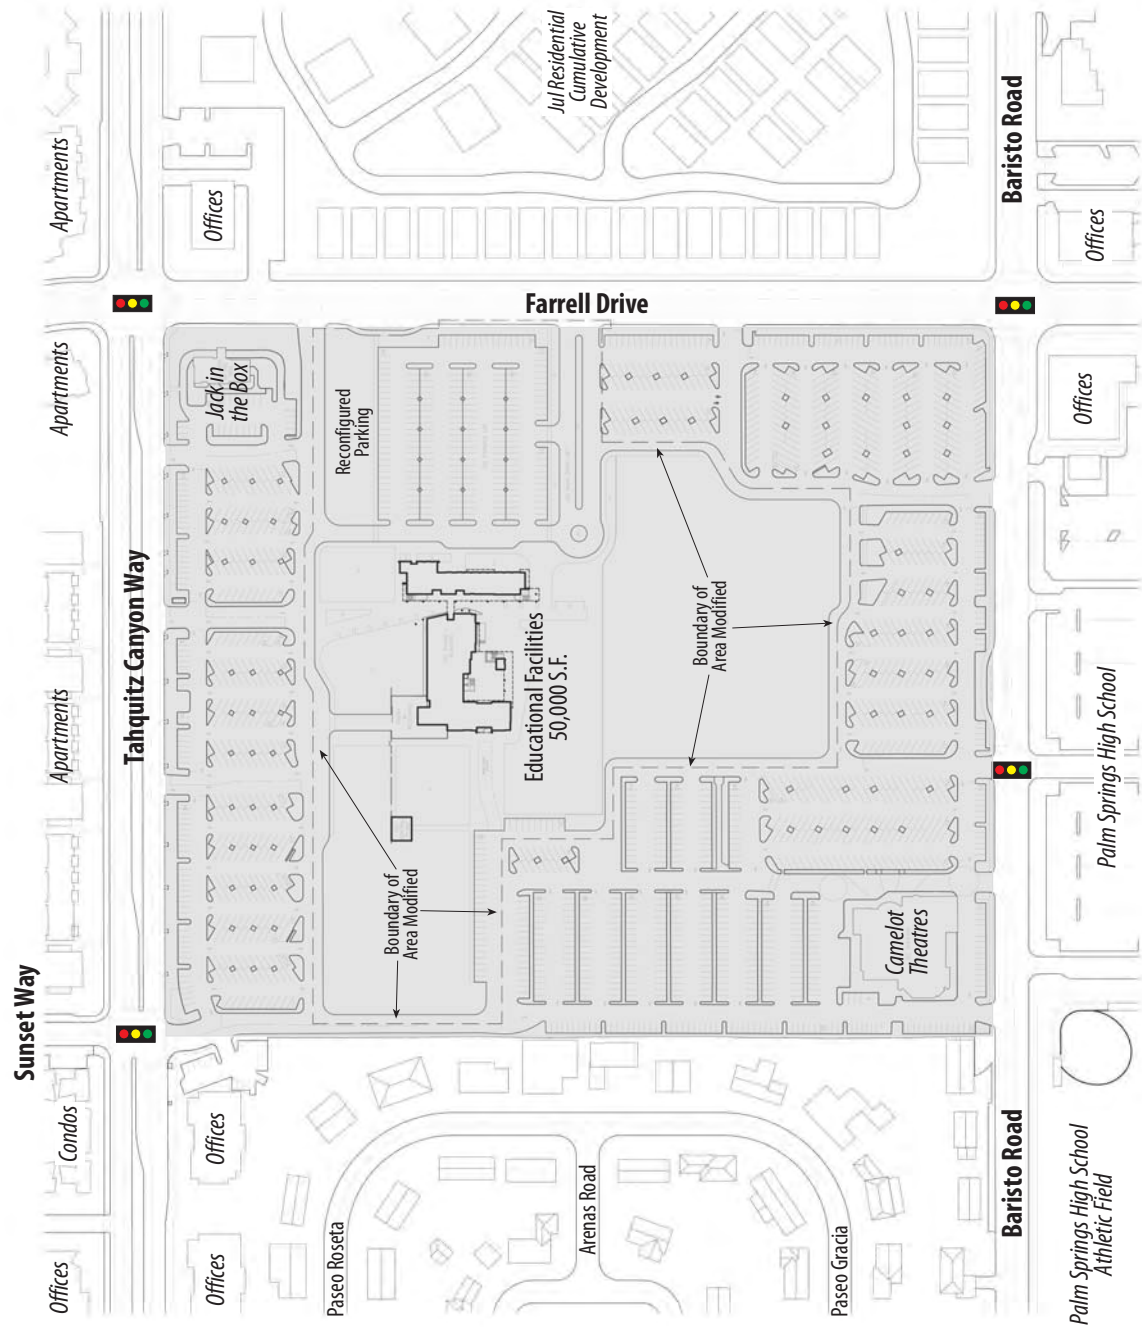 Jul Residential
Cumulative
Development
Apartments
Offices
Baristo Road
Offices
Farrell Drive
Apartments
Jack in
the Box
Reconfigured
Parking
Offices
Tahquitz Canyon Way
Apartments
Educational Facilities
50,000 S.F.
Boundary of
Area Modified
Palm Springs High School
Boundary of
Area Modified
Camelot
Theatres
Sunset Way
Condos
Offices
Offices
Offices
Paseo Roseta
Arenas Road
Paseo Gracia
Baristo Road
Palm Springs High School
Athletic Field